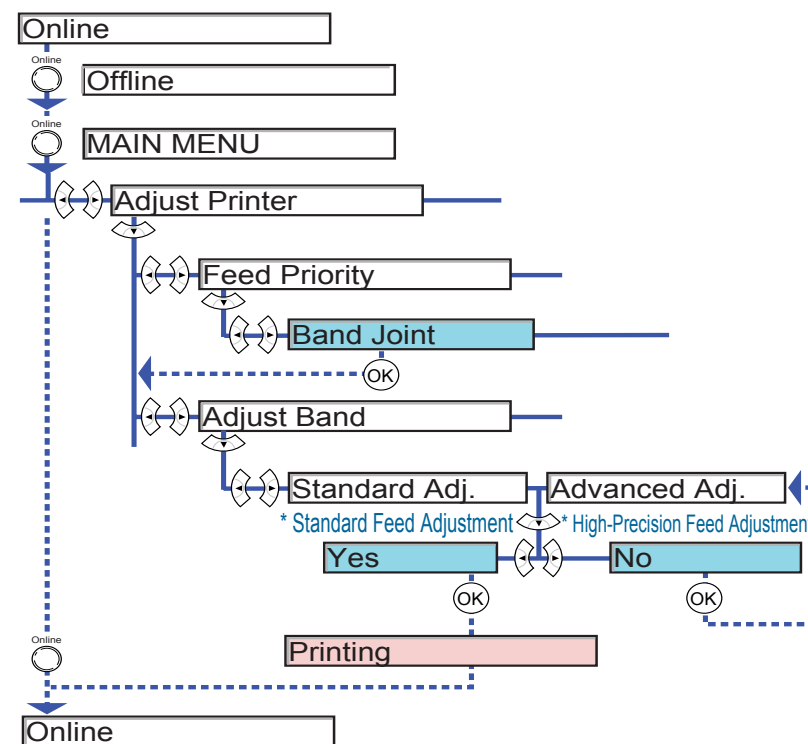 Online
Online
Offline
Online
MAIN MENU
Adjust Printer
Feed Priority
Band Joint
OK
Adjust Band
Standard Adj.
Advanced Adj.
* Standard Feed Adjustment
* High-Precision Feed Adjustmen
Yes
No
OK
OK
Online
Printing
Online